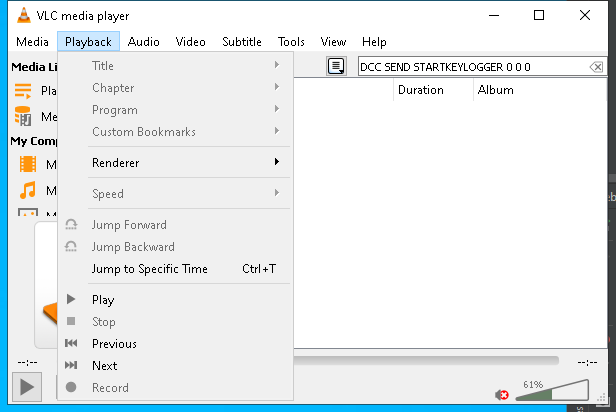 VLC media player
Media Playback Audio Video Subtitle Tools View Help
Media Li
Title
DCC SEND STARTKEYLOGGER 0 0 0
Pla
Chapter
Duration Album
Me
Program
Custom Bookmarks
My Comp
M
Renderer
M
Speed
M
Jump Forward
Jump Backward
Jump to Specific Time Ctrl+T
Play
Stop
Previous
--:-- Next --:--
Record
61%